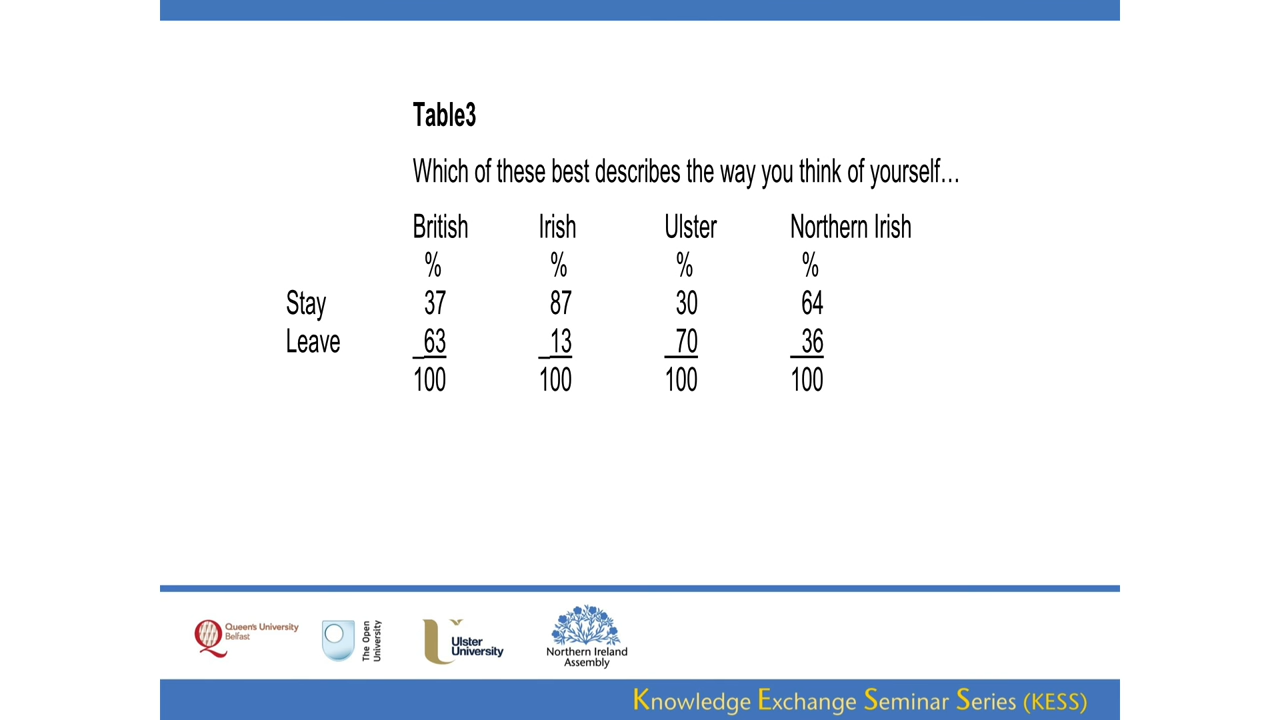 Table3
Which of these best describes the way you think of yourself...
British Irish Ulster Northern Irish
% % % %
Stay 37 87 30 64
Leave 63 13 70 36
100 100 100 100
Queen's University
Belfast
The Open
University
Ulster
University
Northern Ireland
Assembly
Knowledge Exchange Seminar Series (KESS)